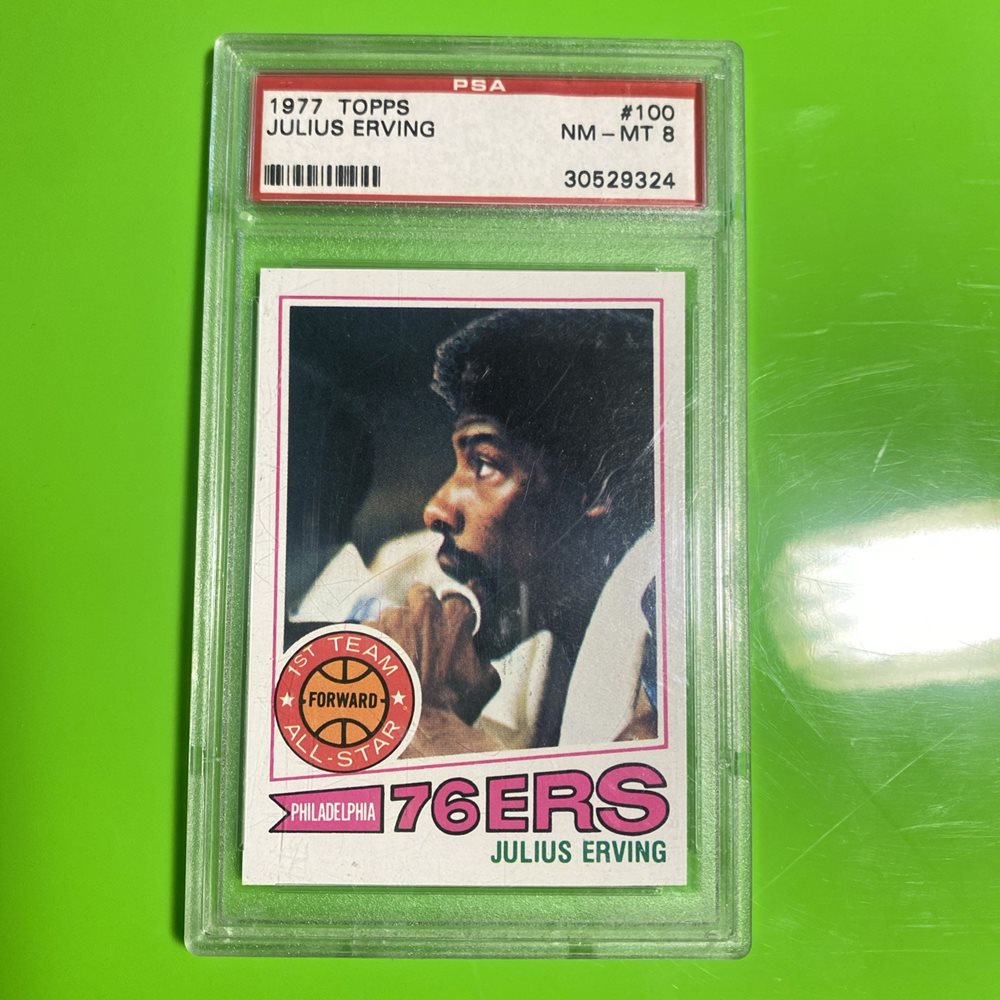 PSA
1977 TOPPS #100
JULIUS ERVING NM-MT 8
30529324
1ST TEAM
FORWARD
ALL-STAR
PHILADELPHIA 76ERS
JULIUS ERVING